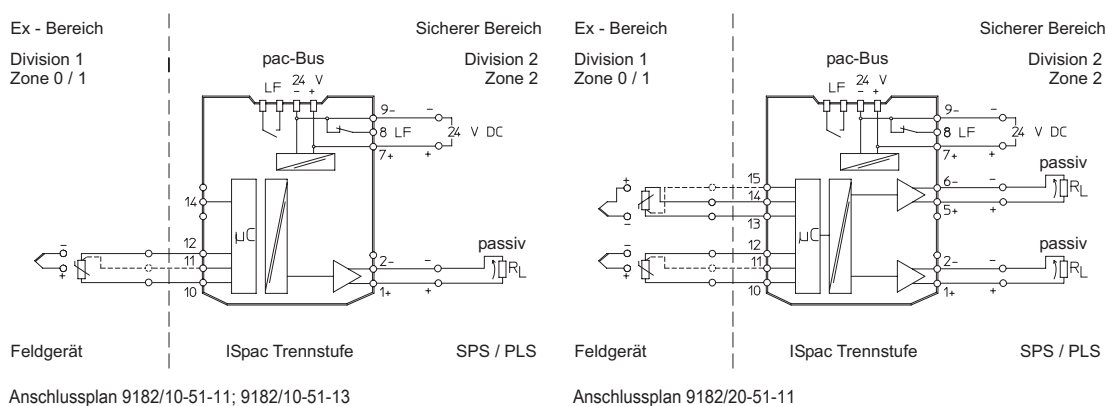 Ex - Bereich
Sicherer Bereich
Division 1
Zone 0 / 1
pac-Bus
Division 2
Zone 2
LF 24 V
- +
9-
-
8 LF
24 V DC
7+
+
14
µC
12
11
10
-
+
passiv
2-
-
RL
1+
+
Feldgerät
ISpac Trennstufe
SPS / PLS
Anschlussplan 9182/10-51-11; 9182/10-51-13
Ex - Bereich
Sicherer Bereich
Division 1
Zone 0 / 1
pac-Bus
Division 2
Zone 2
LF 24 V
- +
9-
-
8 LF
24 V DC
7+
+
passiv
15
14
13
+
-
6-
-
RL
5+
+
µC
12
11
10
-
+
passiv
2-
-
RL
1+
+
Feldgerät
ISpac Trennstufe
SPS / PLS
Anschlussplan 9182/20-51-11